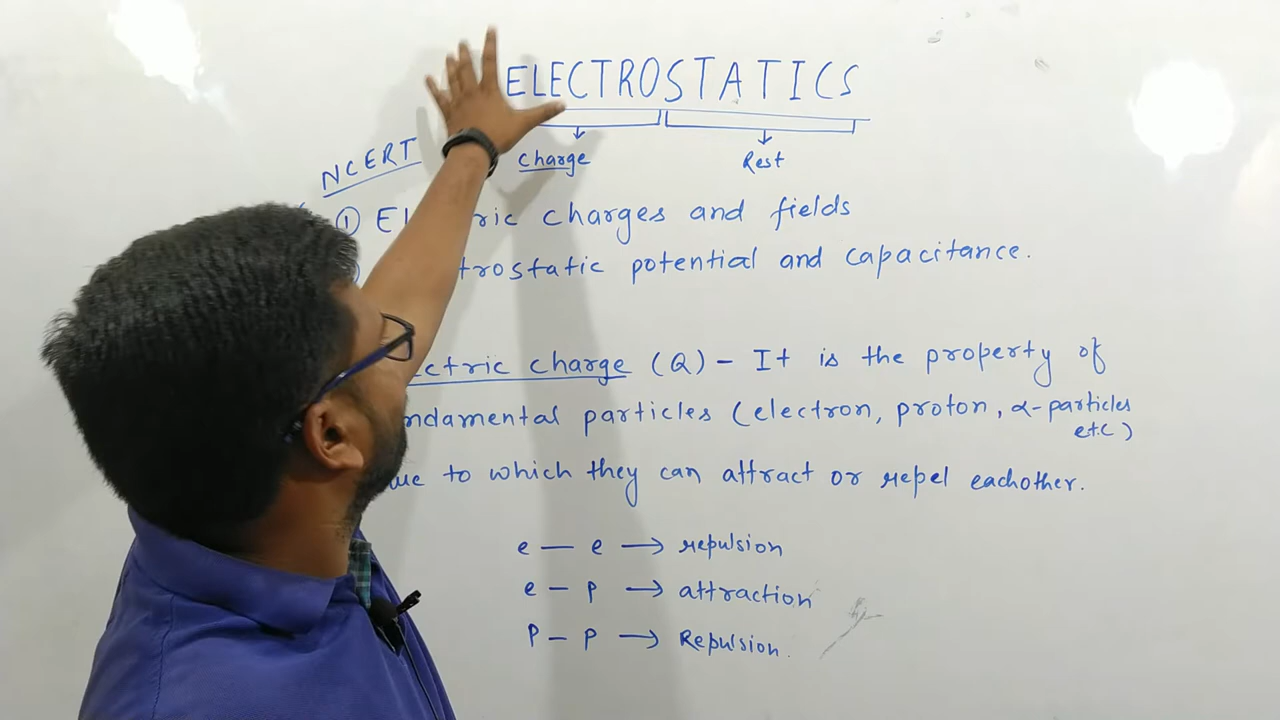 ELECTROSTATICS
charge Rest
NCERT
① El ric charges and fields
trostatic potential and capacitance.
ctric charge (Q) - It is the property of
ndamental particles (electron, proton, α-particles
etc)
ue to which they can attract or repel eachother.
e — e → repulsion
e - p → attraction
P - P → Repulsion.